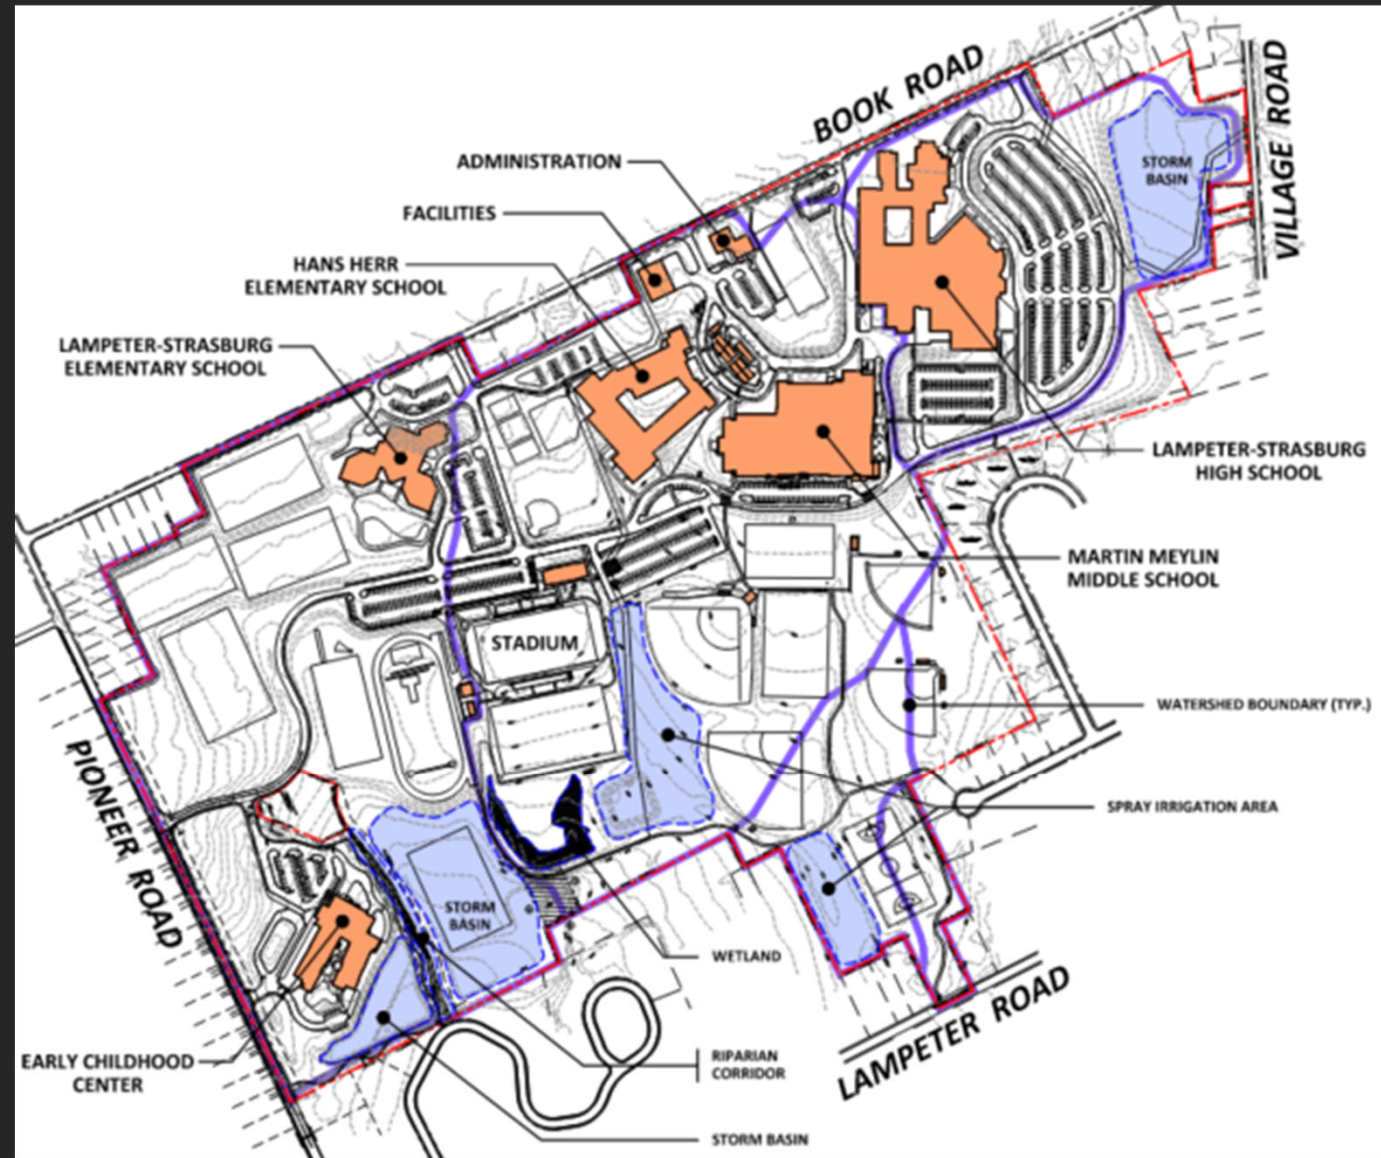 BOOK ROAD
VILLAGE ROAD
ADMINISTRATION
STORM
BASIN
FACILITIES
HANS HERR
ELEMENTARY SCHOOL
LAMPETER-STRASBURG
ELEMENTARY SCHOOL
LAMPETER-STRASBURG
HIGH SCHOOL
MARTIN MEYLIN
MIDDLE SCHOOL
STADIUM
WATERSHED BOUNDARY (TYP.)
PIONEER ROAD
SPRAY IRRIGATION AREA
STORM
BASIN
WETLAND
LAMPETER ROAD
EARLY CHILDHOOD
CENTER
RIPARIAN
CORRIDOR
STORM BASIN